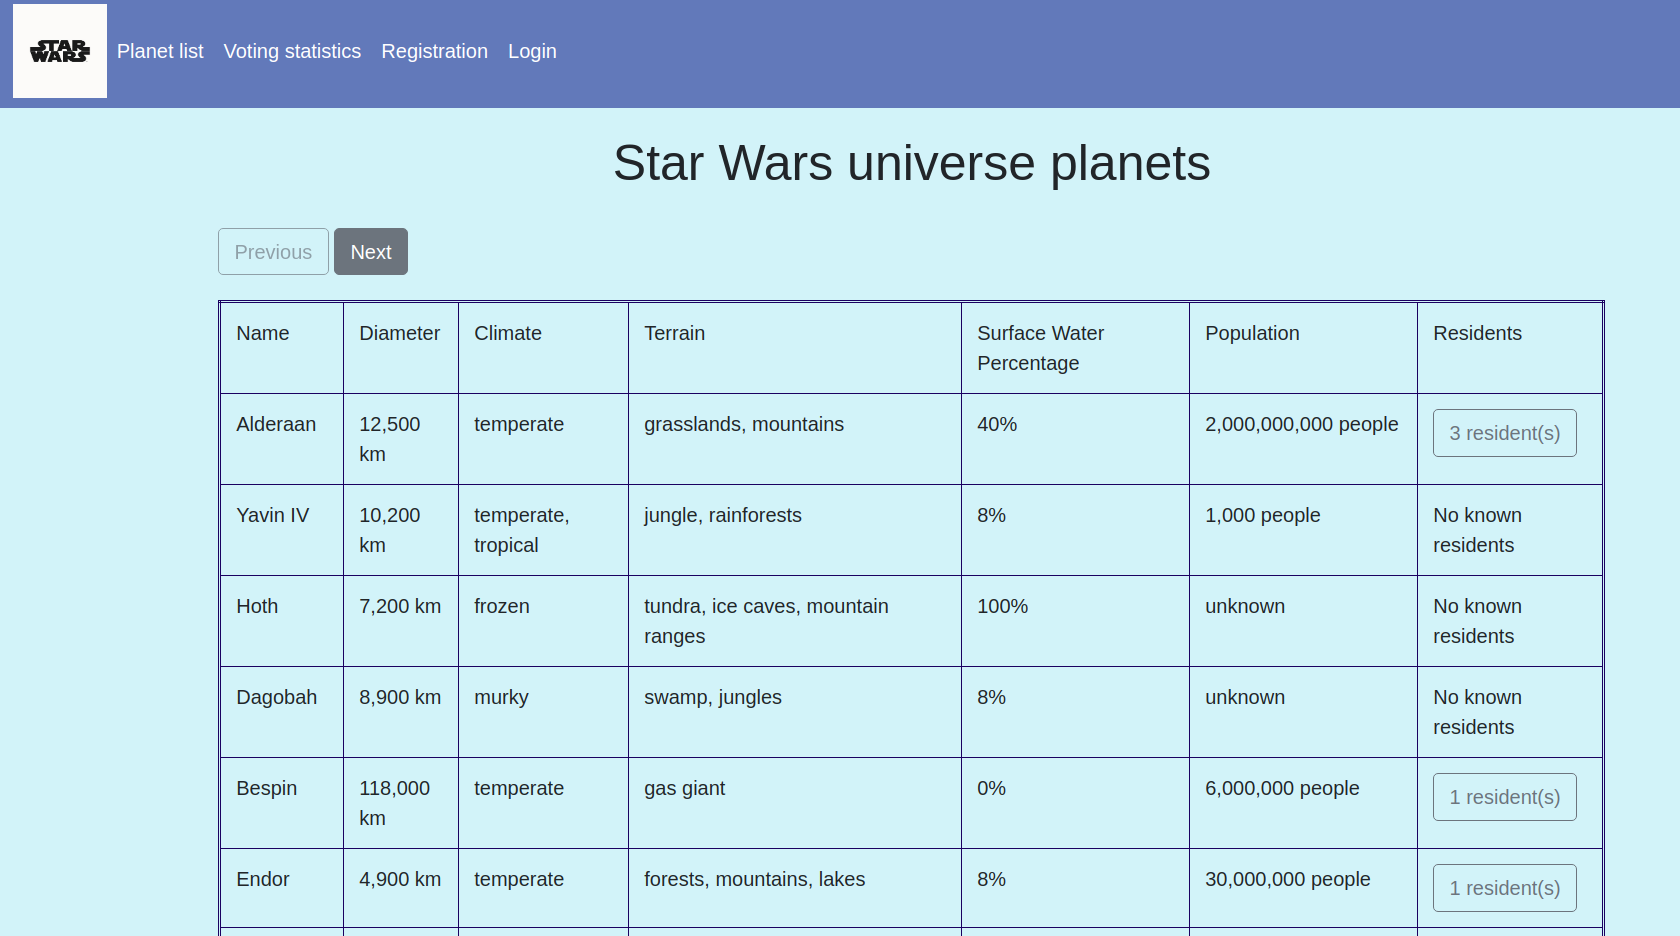 STAR
WARS
Planet list Voting statistics Registration Login
Star Wars universe planets
Previous Next
Name Diameter Climate Terrain Surface Water Population Residents
Percentage
Alderaan 12,500 temperate grasslands, mountains 40% 2,000,000,000 people 3 resident(s)
km
Yavin IV 10,200 temperate, jungle, rainforests 8% 1,000 people No known
km tropical residents
Hoth 7,200 km frozen tundra, ice caves, mountain 100% unknown No known
ranges residents
Dagobah 8,900 km murky swamp, jungles 8% unknown No known
residents
Bespin 118,000 temperate gas giant 0% 6,000,000 people 1 resident(s)
km
Endor 4,900 km temperate forests, mountains, lakes 8% 30,000,000 people 1 resident(s)